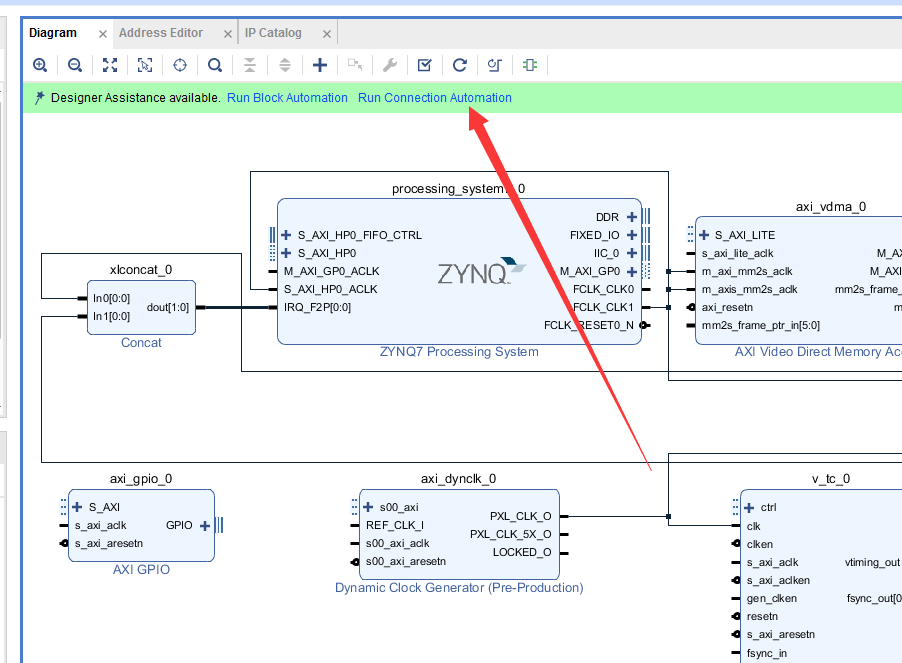 Diagram
Address Editor
IP Catalog
Designer Assistance available. Run Block Automation Run Connection Automation
processing_system7_0
axi_vdma_0
DDR
S_AXI_HP0_FIFO_CTRL
FIXED_IO
S_AXI_LITE
S_AXI_HP0
IIC_0
s_axi_lite_aclk
M_A
xlconcat_0
M_AXI_GP0_ACLK
ZYNQ
M_AXI_GP0
m_axi_mm2s_aclk
M_AXI
S_AXI_HP0_ACLK
FCLK_CLK0
m_axis_mm2s_aclk
mm2s_frame_
In0[0:0]
dout[1:0]
IRQ_F2P[0:0]
FCLK_CLK1
axi_resetn
In1[0:0]
FCLK_RESET0_N
mm2s_frame_ptr_in[5:0]
Concat
ZYNQ7 Processing System
AXI Video Direct Memory Acc
axi_gpio_0
axi_dynclk_0
v_tc_0
S_AXI
s00_axi
ctrl
PXL_CLK_O
s_axi_aclk
GPIO
REF_CLK_I
clk
PXL_CLK_5X_O
s_axi_aresetn
s00_axi_aclk
clken
LOCKED_O
s00_axi_aresetn
s_axi_aclk
vtiming_out
AXI GPIO
s_axi_aclken
Dynamic Clock Generator (Pre-Production)
gen_clken
fsync_out[0
resetn
s_axi_aresetn
fsync_in